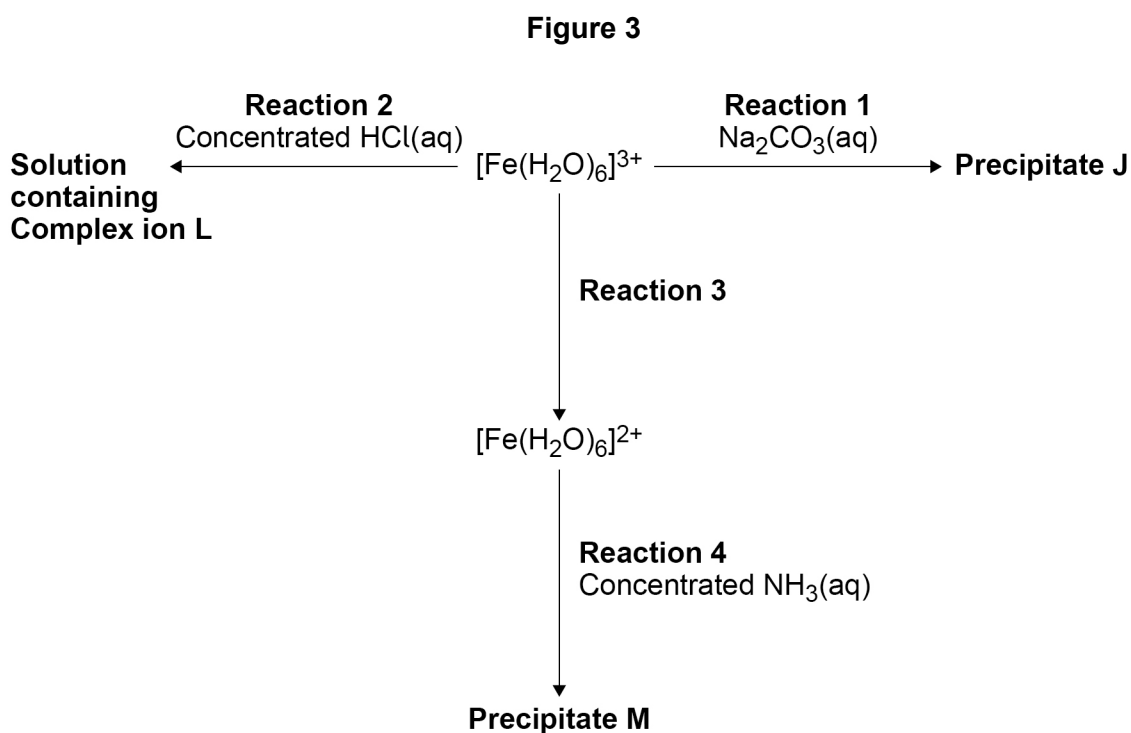 Figure 3
Reaction 2
Concentrated HCl(aq)
Reaction 1
Na₂CO₃(aq)
Solution
containing
Complex ion L
[Fe(H₂O)₆]³⁺
Precipitate J
Reaction 3
[Fe(H₂O)₆]²⁺
Reaction 4
Concentrated NH₃(aq)
Precipitate M